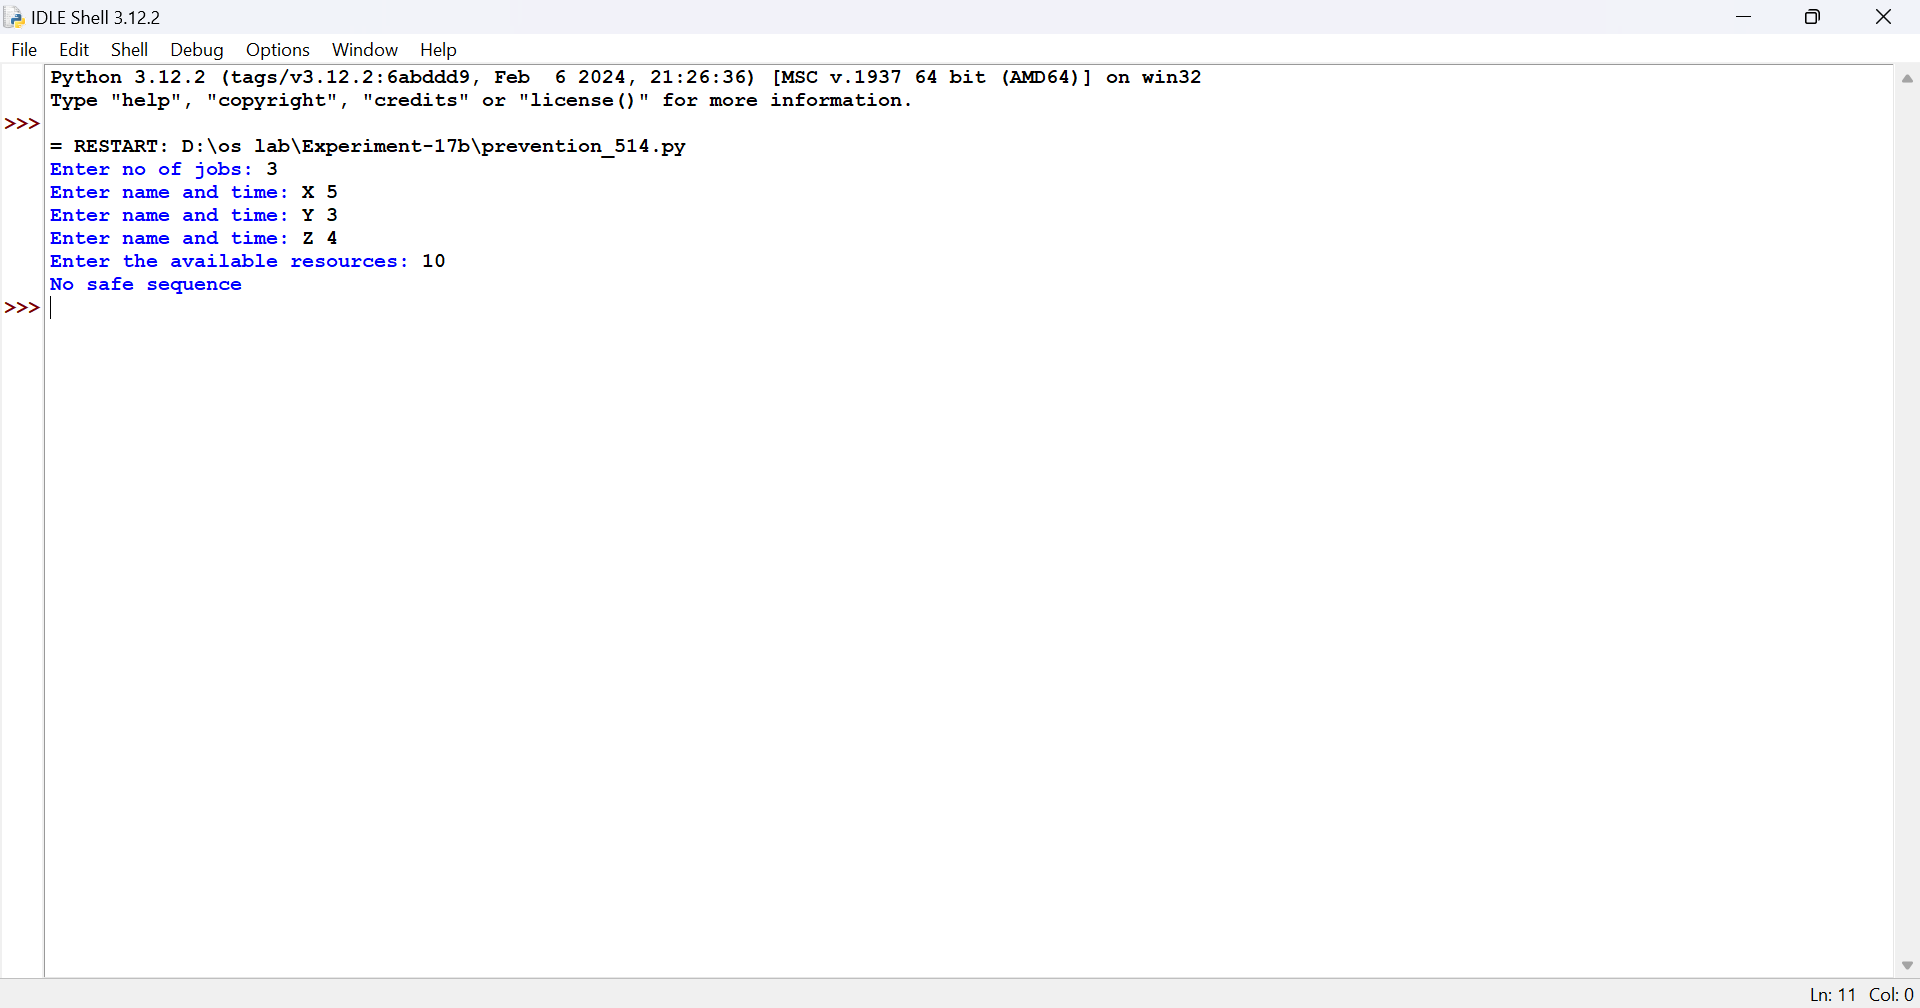 IDLE Shell 3.12.2
File Edit Shell Debug Options Window Help
Python 3.12.2 (tags/v3.12.2:6abddd9, Feb  6 2024, 21:26:36) [MSC v.1937 64 bit (AMD64)] on win32
Type "help", "copyright", "credits" or "license()" for more information.
>>>
= RESTART: D:\os lab\Experiment-17b\prevention_514.py
Enter no of jobs: 3
Enter name and time: X 5
Enter name and time: Y 3
Enter name and time: Z 4
Enter the available resources: 10
No safe sequence
>>>
Ln: 11 Col: 0